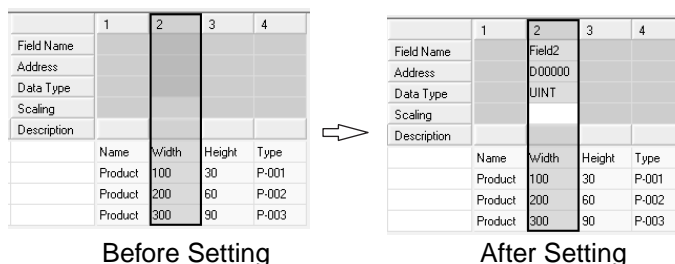 1 2 3 4
Field Name
Address
Data Type
Scaling
Description
Name Width Height Type
Product 100 30 P-001
Product 200 60 P-002
Product 300 90 P-003
Before Setting
1 2 3 4
Field Name Field2
Address D00000
Data Type UINT
Scaling
Description
Name Width Height Type
Product 100 30 P-001
Product 200 60 P-002
Product 300 90 P-003
After Setting